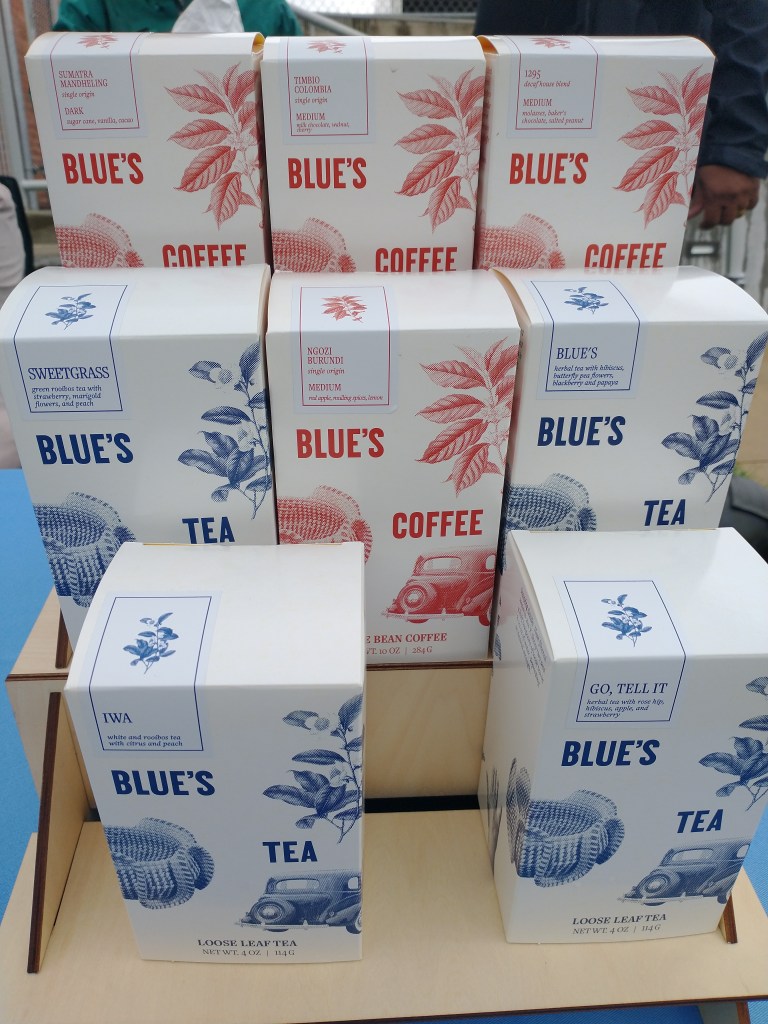 SUMATRA
MANDHELING
single origin
DARK
sugar cane, vanilla, cacao
BLUE'S
COFFEE
TIMBIO
COLOMBIA
single origin
MEDIUM
milk chocolate, walnut,
cherry
BLUE'S
COFFEE
1295
decaf house blend
MEDIUM
molasses, baker's
chocolate, salted peanut
BLUE'S
COFFEE
SWEETGRASS
green rooibos tea with
strawberry, marigold
flowers, and peach
BLUE'S
TEA
NGOZI
BURUNDI
single origin
MEDIUM
red apple, mulling spices, lemon
BLUE'S
COFFEE
E BEAN COFFEE
WT. 10 OZ | 284 G
BLUE'S
herbal tea with hibiscus,
butterfly pea flowers,
blackberry and papaya
BLUE'S
TEA
IWA
white and rooibos tea
with citrus and peach
BLUE'S
TEA
LOOSE LEAF TEA
NET WT. 4 OZ | 114 G
GO, TELL IT
herbal tea with rose hip,
hibiscus, apple, and
strawberry
BLUE'S
TEA
LOOSE LEAF TEA
NET WT. 4 OZ | 114 G